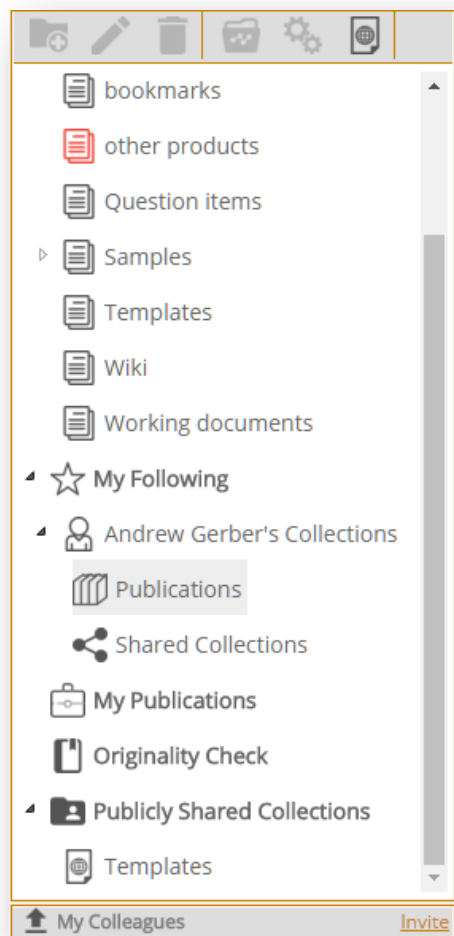 bookmarks
other products
Question items
Samples
Templates
Wiki
Working documents
My Following
Andrew Gerber's Collections
Publications
Shared Collections
My Publications
Originality Check
Publicly Shared Collections
Templates
My Colleagues Invite